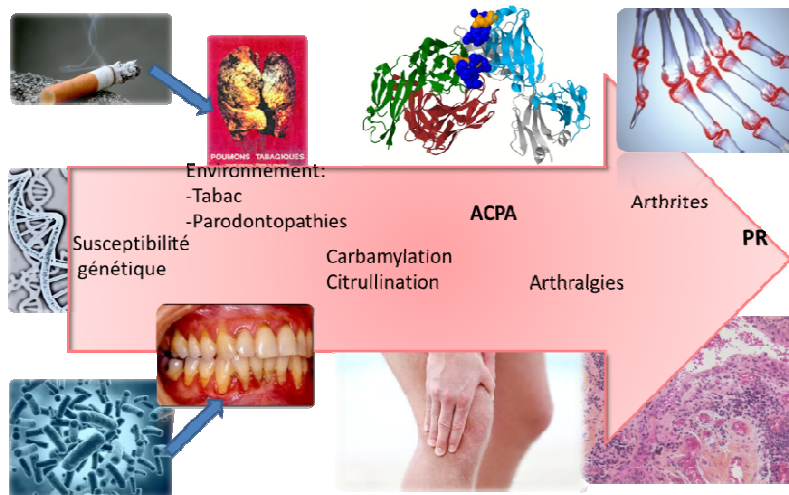 POUMONS TABAGIQUES
Environnement:
-Tabac
-Parodontopathies
Susceptibilité
génétique
Carbamylation
Citrullination
ACPA
Arthralgies
Arthrites
PR